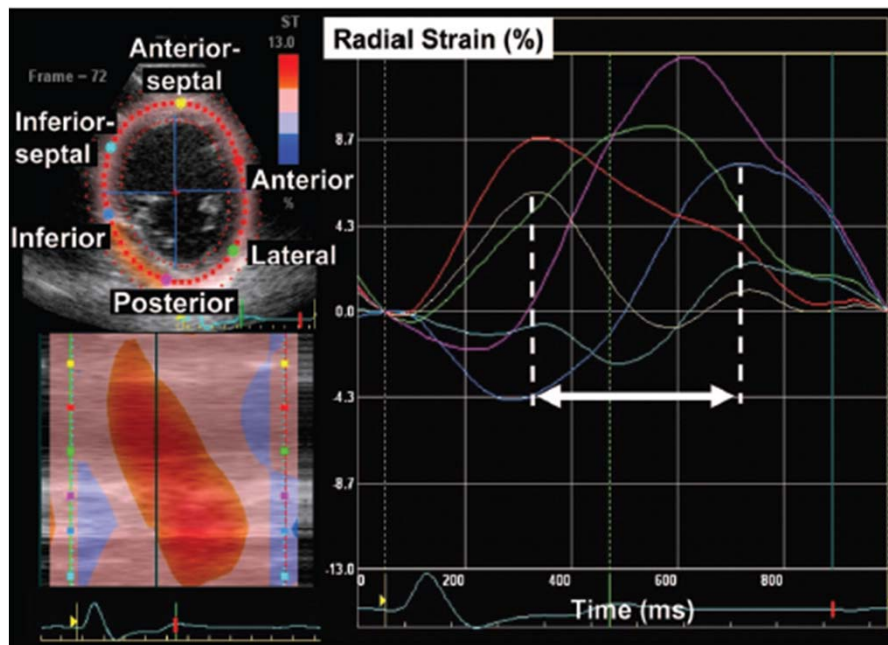 ST
13.0
Radial Strain (%)
Anterior-
septal
Frame - 72
Inferior-
septal
Anterior
%
Inferior
Lateral
Posterior
8.7
4.3
0.0
-4.3
-8.7
-13.0
0
200
400
600
800
Time (ms)